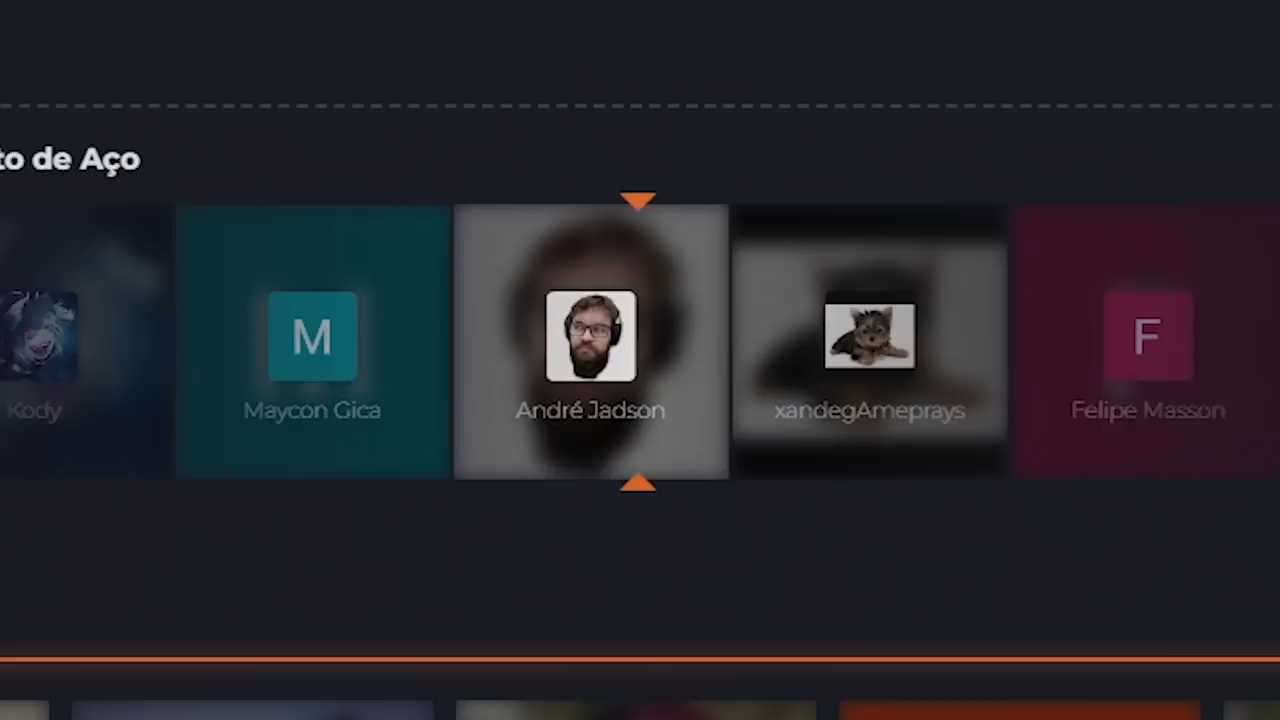 to de Aço
M
F
Kody
Maycon Gica
André Jadson
xandegAmeprays
Felipe Masson